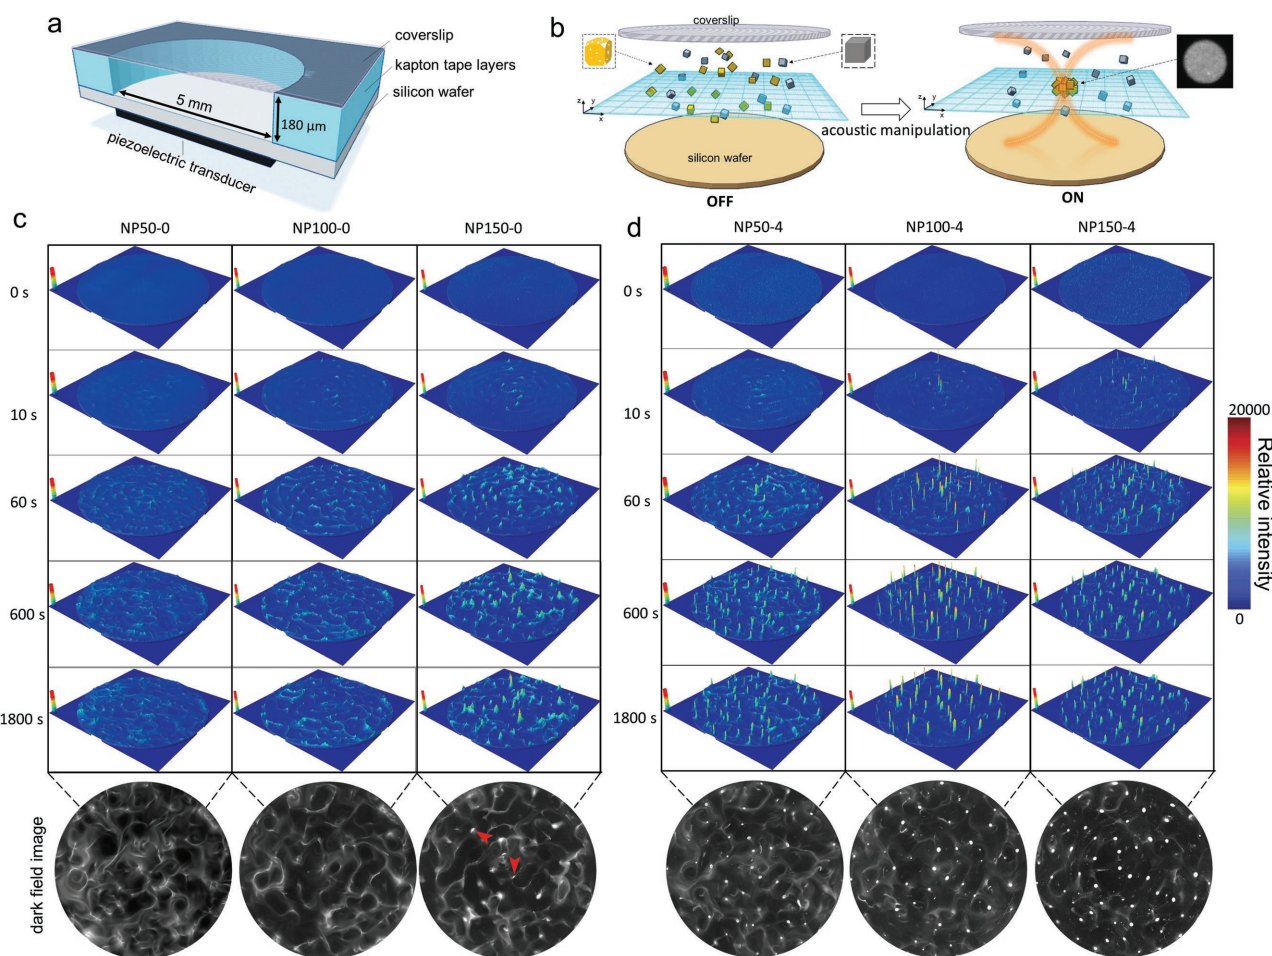 a
coverslip
kapton tape layers
silicon wafer
5 mm
180 μm
piezoelectric transducer
b
coverslip
z
y
x
acoustic manipulation
z
y
x
silicon wafer
OFF
ON
c
NP50-0
NP100-0
NP150-0
0 s
10 s
60 s
600 s
1800 s
dark field image
d
NP50-4
NP100-4
NP150-4
0 s
10 s
60 s
600 s
1800 s
20000
Relative intensity
0